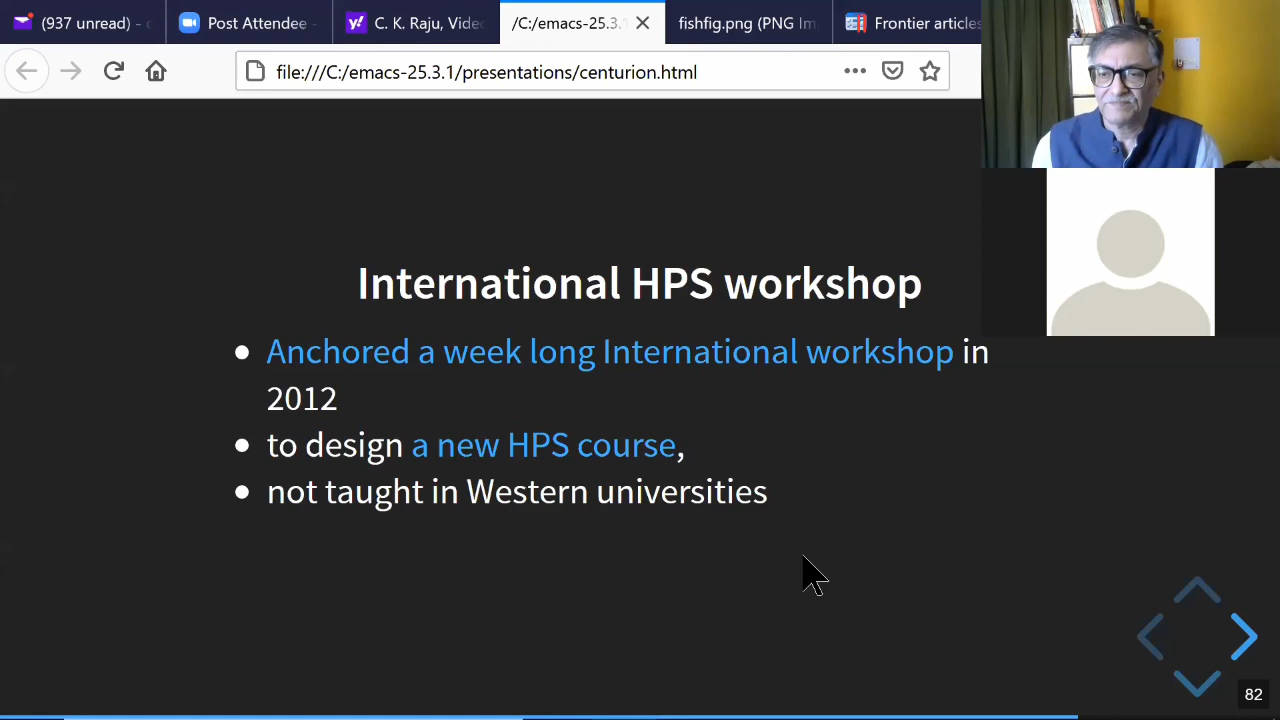 (937 unread) - c
Post Attendee -
C. K. Raju, Vide
/C:/emacs-25.3.1
fishfig.png (PNG Im
Frontier articles
file:///C:/emacs-25.3.1/presentations/centurion.html
International HPS workshop
Anchored a week long International workshop in
2012
to design a new HPS course,
not taught in Western universities
82